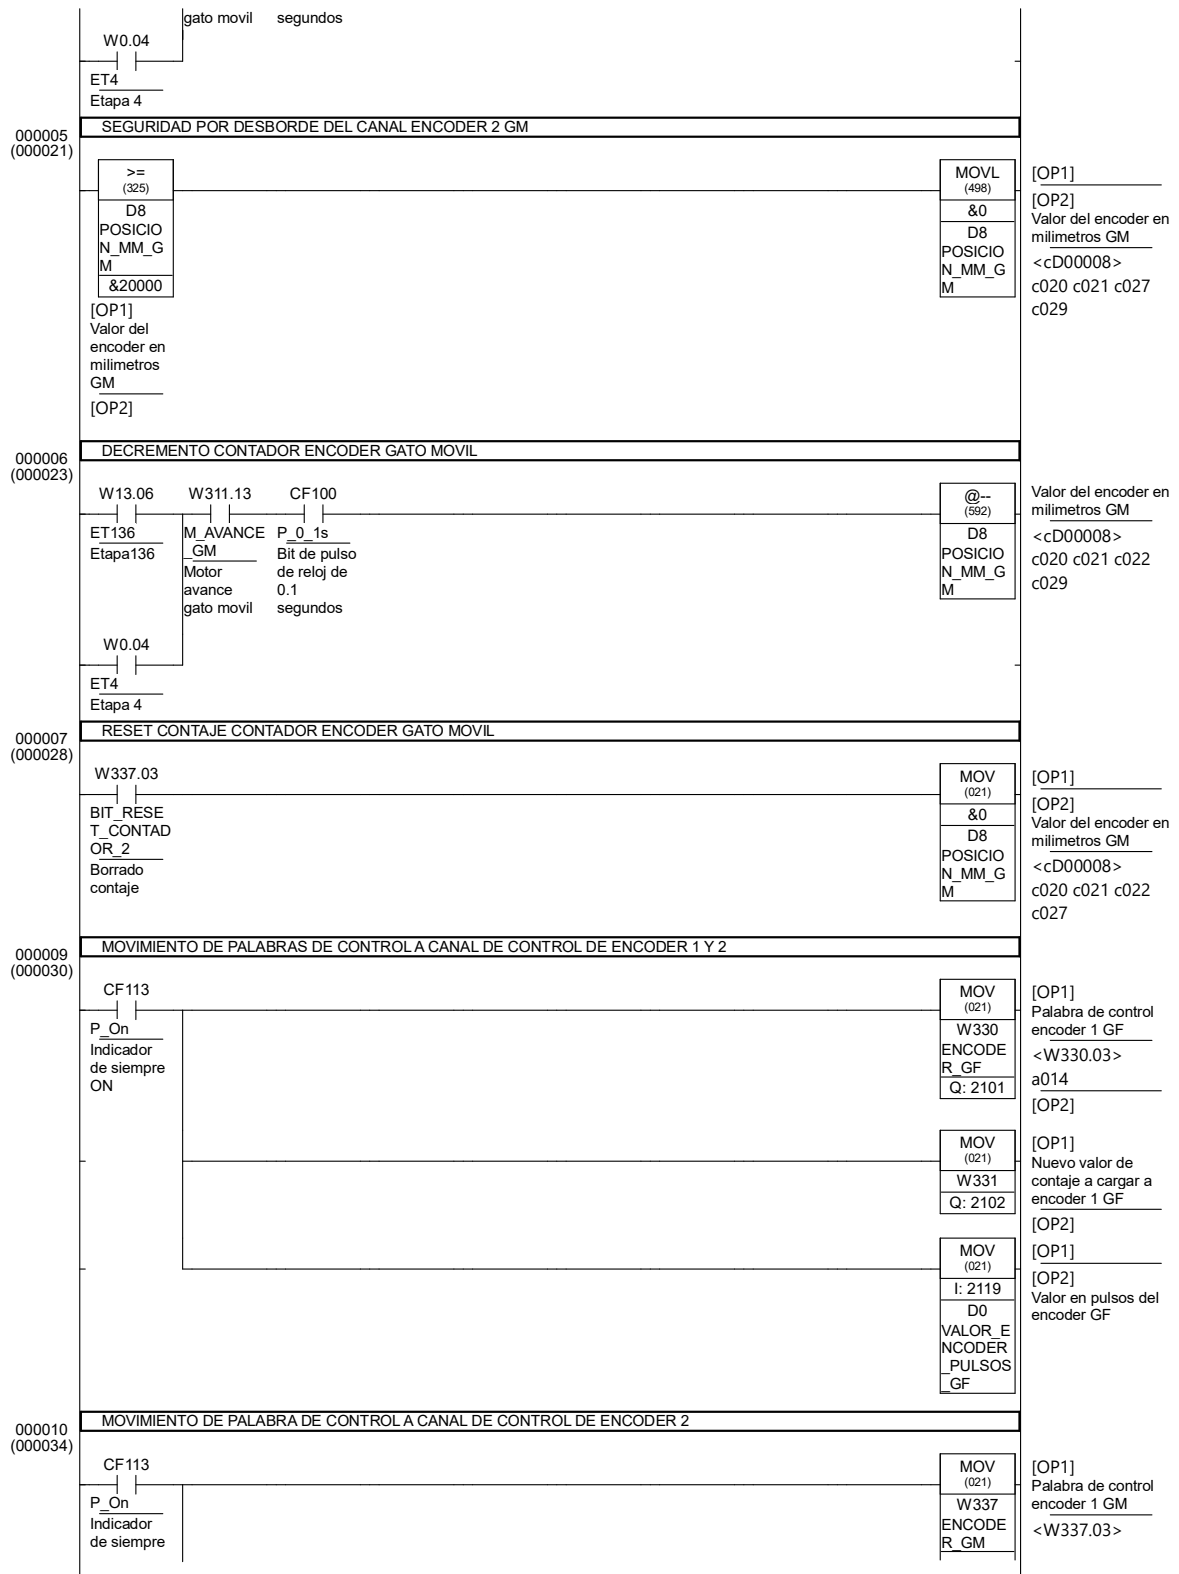 gato movil segundos
W0.04
ET4
Etapa 4
000005
(000021)
SEGURIDAD POR DESBORDE DEL CANAL ENCODER 2 GM
>=
(325)
D8
POSICIO
N_MM_G
M
&20000
[OP1]
Valor del
encoder en
milimetros
GM
[OP2]
MOVL
(498)
&0
D8
POSICIO
N_MM_G
M
[OP1]
[OP2]
Valor del encoder en
milimetros GM
<cD00008>
c020 c021 c027
c029
000006
(000023)
DECREMENTO CONTADOR ENCODER GATO MOVIL
W13.06
ET136
Etapa136
W311.13
M_AVANCE
_GM
Motor
avance
gato movil
CF100
P_0_1s
Bit de pulso
de reloj de
0.1
segundos
@--
(592)
D8
POSICIO
N_MM_G
M
Valor del encoder en
milimetros GM
<cD00008>
c020 c021 c022
c029
W0.04
ET4
Etapa 4
000007
(000028)
RESET CONTAJE CONTADOR ENCODER GATO MOVIL
W337.03
BIT_RESE
T_CONTAD
OR_2
Borrado
contaje
MOV
(021)
&0
D8
POSICIO
N_MM_G
M
[OP1]
[OP2]
Valor del encoder en
milimetros GM
<cD00008>
c020 c021 c022
c027
000009
(000030)
MOVIMIENTO DE PALABRAS DE CONTROL A CANAL DE CONTROL DE ENCODER 1 Y 2
CF113
P_On
Indicador
de siempre
ON
MOV
(021)
W330
ENCODE
R_GF
Q: 2101
[OP1]
Palabra de control
encoder 1 GF
<W330.03>
a014
[OP2]
MOV
(021)
W331
Q: 2102
[OP1]
Nuevo valor de
contaje a cargar a
encoder 1 GF
[OP2]
MOV
(021)
I: 2119
D0
VALOR_E
NCODER
_PULSOS
_GF
[OP1]
[OP2]
Valor en pulsos del
encoder GF
000010
(000034)
MOVIMIENTO DE PALABRA DE CONTROL A CANAL DE CONTROL DE ENCODER 2
CF113
P_On
Indicador
de siempre
MOV
(021)
W337
ENCODE
R_GM
[OP1]
Palabra de control
encoder 1 GM
<W337.03>